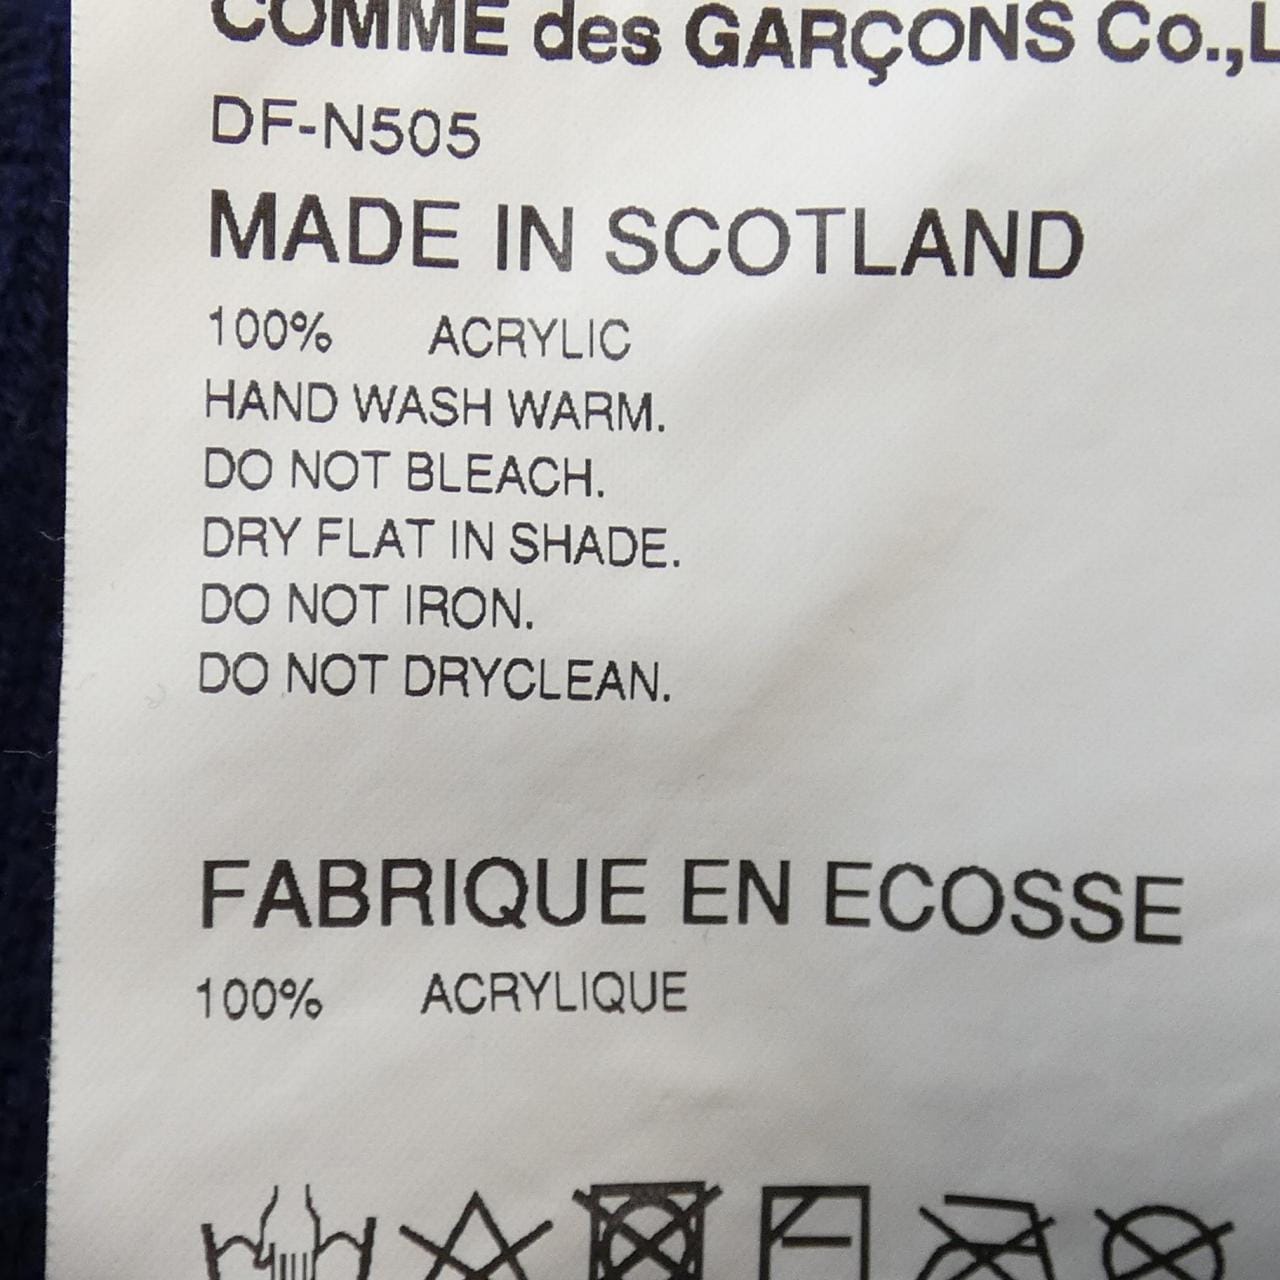 COMME des GARÇONS Co.,L
DF-N505
MADE IN SCOTLAND
100% ACRYLIC
HAND WASH WARM.
DO NOT BLEACH.
DRY FLAT IN SHADE.
DO NOT IRON.
DO NOT DRYCLEAN.
FABRIQUE EN ECOSSE
100% ACRYLIQUE